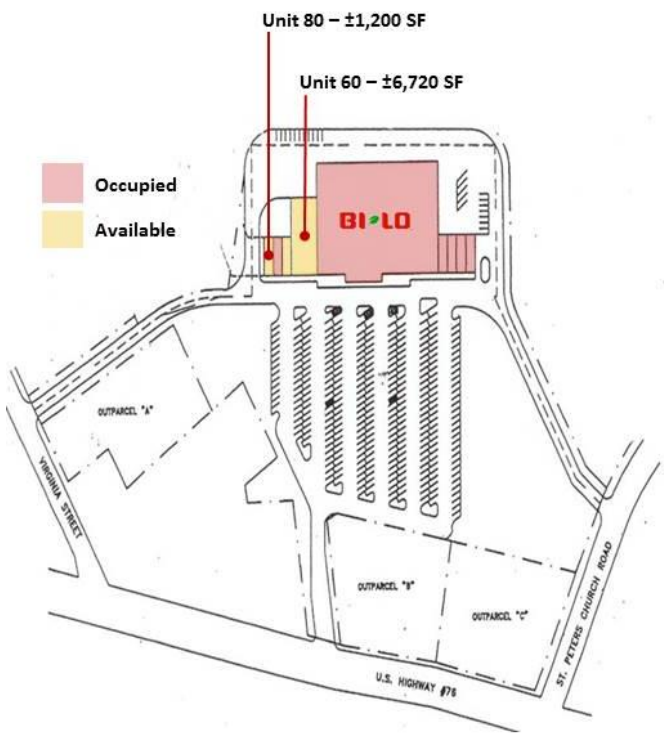 Unit 80 – ±1,200 SF
Unit 60 – ±6,720 SF
Occupied
Available
BI-LO
OUTPARCEL "A"
VIRGINIA STREET
OUTPARCEL "B"
OUTPARCEL "C"
ST. PETERS CHURCH ROAD
U.S. HIGHWAY #76